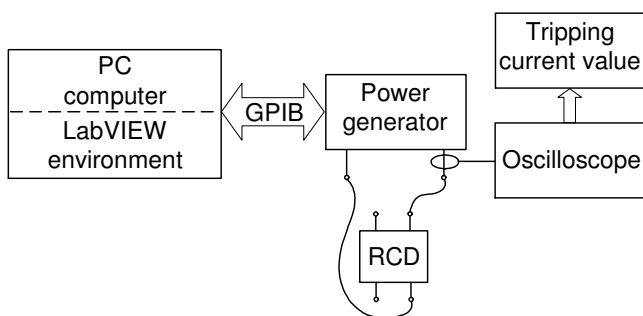 PC
computer
LabVIEW
environment
GPIB
Power
generator
Tripping
current value
Oscilloscope
RCD